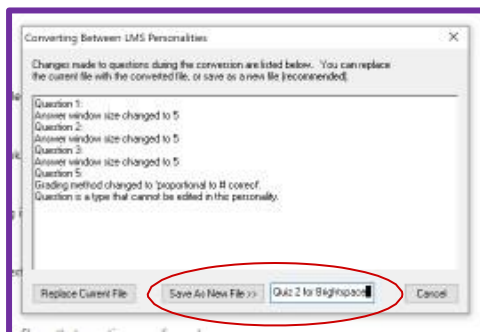 Converting Between LMS Personalities
Changes made to questions during the conversion are listed below. You can replace
the current file with the converted file, or save as a new file (recommended).
Question 1:
Answer window size changed to 5
Question 2:
Answer window size changed to 5
Question 3:
Answer window size changed to 5
Question 5:
Grading method changed to 'proportional to # correct'.
Question is a type that cannot be edited in this personality.
Replace Current File
Save As New File >>
Quiz 2 for Brightspace
Cancel